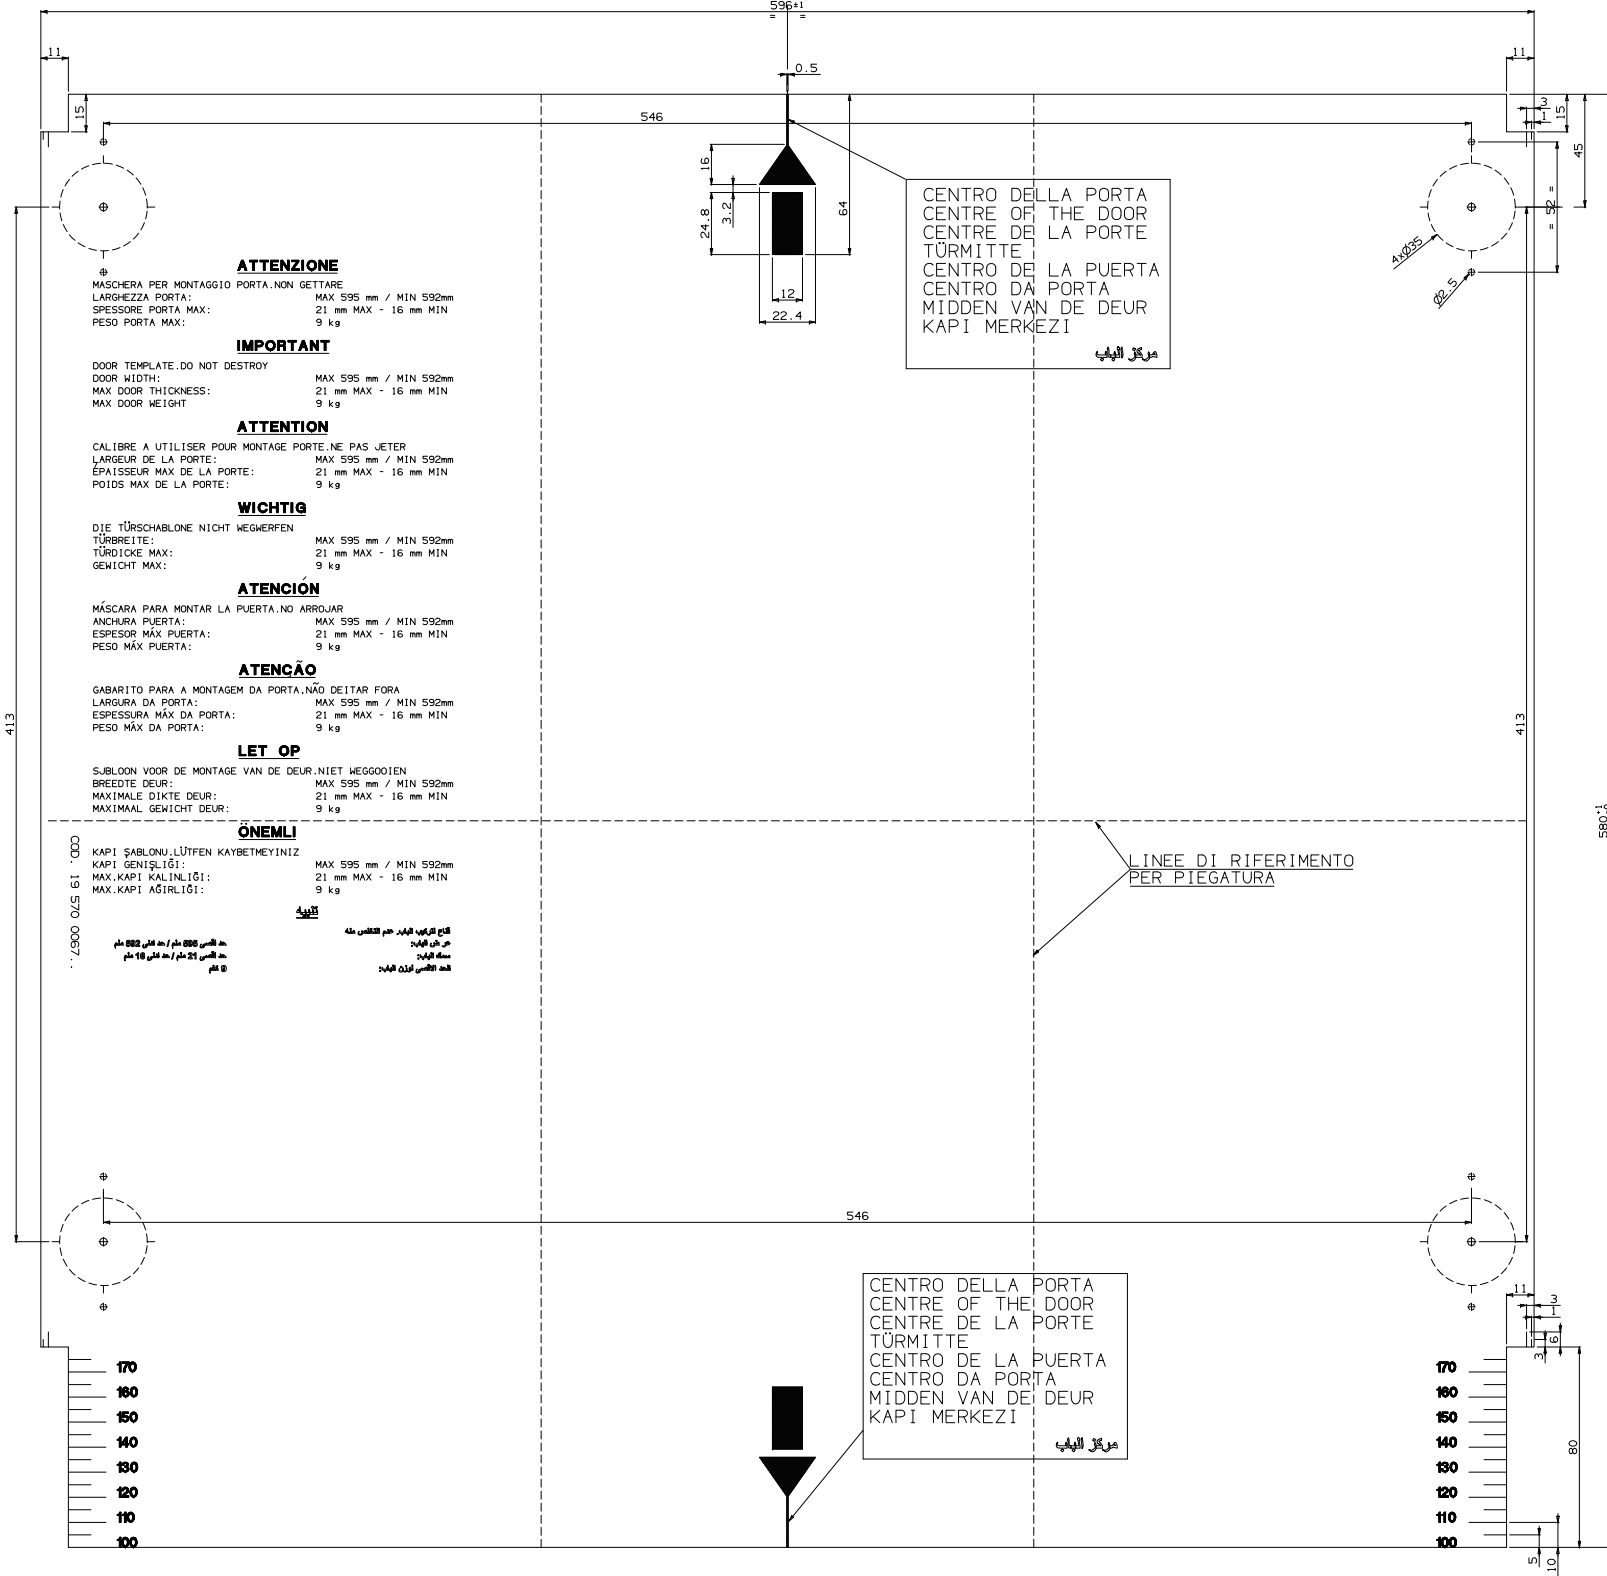 596±1
= =
11
11
0.5
15
546
3
1
15
45
16
3.2
24.8
64
= 52 =
4xØ35
Ø2.5
12
22.4
CENTRO DELLA PORTA
CENTRE OF THE DOOR
CENTRE DE LA PORTE
TÜRMITTE
CENTRO DE LA PUERTA
CENTRO DA PORTA
MIDDEN VAN DE DEUR
KAPI MERKEZI
مركز الباب
ATTENZIONE
MASCHERA PER MONTAGGIO PORTA.NON GETTARE
LARGHEZZA PORTA: MAX 595 mm / MIN 592mm
SPESSORE PORTA MAX: 21 mm MAX - 16 mm MIN
PESO PORTA MAX: 9 kg
IMPORTANT
DOOR TEMPLATE.DO NOT DESTROY
DOOR WIDTH: MAX 595 mm / MIN 592mm
MAX DOOR THICKNESS: 21 mm MAX - 16 mm MIN
MAX DOOR WEIGHT 9 kg
ATTENTION
CALIBRE A UTILISER POUR MONTAGE PORTE.NE PAS JETER
LARGEUR DE LA PORTE: MAX 595 mm / MIN 592mm
ÉPAISSEUR MAX DE LA PORTE: 21 mm MAX - 16 mm MIN
POIDS MAX DE LA PORTE: 9 kg
WICHTIG
DIE TÜRSCHABLONE NICHT WEGWERFEN
TÜRBREITE: MAX 595 mm / MIN 592mm
TÜRDICKE MAX: 21 mm MAX - 16 mm MIN
GEWICHT MAX: 9 kg
ATENCIÓN
MÁSCARA PARA MONTAR LA PUERTA.NO ARROJAR
ANCHURA PUERTA: MAX 595 mm / MIN 592mm
ESPESOR MÁX PUERTA: 21 mm MAX - 16 mm MIN
PESO MÁX PUERTA: 9 kg
ATENÇÃO
GABARITO PARA A MONTAGEM DA PORTA.NÃO DEITAR FORA
LARGURA DA PORTA: MAX 595 mm / MIN 592mm
ESPESSURA MÁX DA PORTA: 21 mm MAX - 16 mm MIN
PESO MÁX DA PORTA: 9 kg
LET OP
SJBLOON VOOR DE MONTAGE VAN DE DEUR.NIET WEGGOOIEN
BREEDTE DEUR: MAX 595 mm / MIN 592mm
MAXIMALE DIKTE DEUR: 21 mm MAX - 16 mm MIN
MAXIMAAL GEWICHT DEUR: 9 kg
ÖNEMLI
KAPI ŞABLONU.LÜTFEN KAYBETMEYINIZ
KAPI GENIŞLIĞI: MAX 595 mm / MIN 592mm
MAX.KAPI KALINLIĞI: 21 mm MAX - 16 mm MIN
MAX.KAPI AĞIRLIĞI: 9 kg
COD. 19 570 0067..
413
413
LINEE DI RIFERIMENTO
PER PIEGATURA
546
CENTRO DELLA PORTA
CENTRE OF THE DOOR
CENTRE DE LA PORTE
TÜRMITTE
CENTRO DE LA PUERTA
CENTRO DA PORTA
MIDDEN VAN DE DEUR
KAPI MERKEZI
مركز الباب
11
3
1
6
3
170
160
150
140
130
120
110
100
170
160
150
140
130
120
110
100
80
5
10